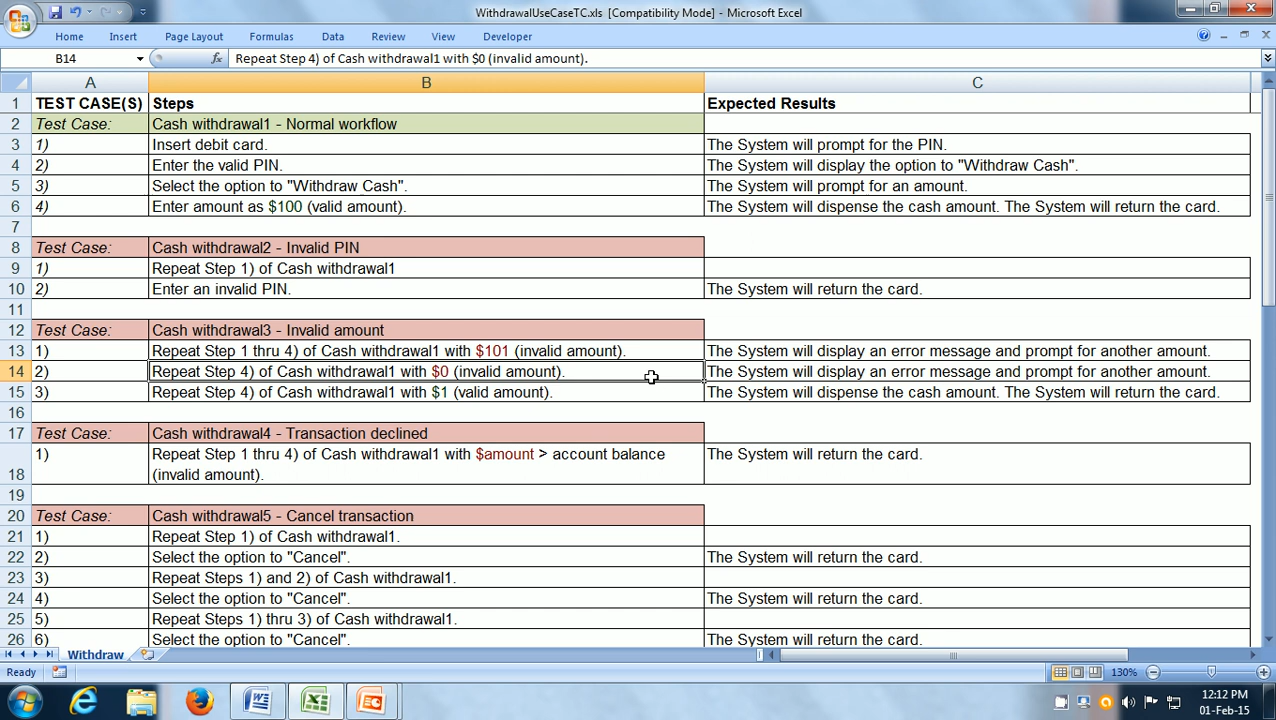 WithdrawalUseCaseTC.xls [Compatibility Mode] - Microsoft Excel
Home Insert Page Layout Formulas Data Review View Developer
B14 fx Repeat Step 4) of Cash withdrawal1 with $0 (invalid amount).
A B C
1 TEST CASE(S) Steps Expected Results
2 Test Case: Cash withdrawal1 - Normal workflow
3 1) Insert debit card. The System will prompt for the PIN.
4 2) Enter the valid PIN. The System will display the option to "Withdraw Cash".
5 3) Select the option to "Withdraw Cash". The System will prompt for an amount.
6 4) Enter amount as $100 (valid amount). The System will dispense the cash amount. The System will return the card.
7
8 Test Case: Cash withdrawal2 - Invalid PIN
9 1) Repeat Step 1) of Cash withdrawal1
10 2) Enter an invalid PIN. The System will return the card.
11
12 Test Case: Cash withdrawal3 - Invalid amount
13 1) Repeat Step 1 thru 4) of Cash withdrawal1 with $101 (invalid amount). The System will display an error message and prompt for another amount.
14 2) Repeat Step 4) of Cash withdrawal1 with $0 (invalid amount). The System will display an error message and prompt for another amount.
15 3) Repeat Step 4) of Cash withdrawal1 with $1 (valid amount). The System will dispense the cash amount. The System will return the card.
16
17 Test Case: Cash withdrawal4 - Transaction declined
1) Repeat Step 1 thru 4) of Cash withdrawal1 with $amount > account balance The System will return the card.
18 (invalid amount).
19
20 Test Case: Cash withdrawal5 - Cancel transaction
21 1) Repeat Step 1) of Cash withdrawal1.
22 2) Select the option to "Cancel". The System will return the card.
23 3) Repeat Steps 1) and 2) of Cash withdrawal1.
24 4) Select the option to "Cancel". The System will return the card.
25 5) Repeat Steps 1) thru 3) of Cash withdrawal1.
26 6) Select the option to "Cancel". The System will return the card.
Withdraw
Ready 130%
12:12 PM
01-Feb-15